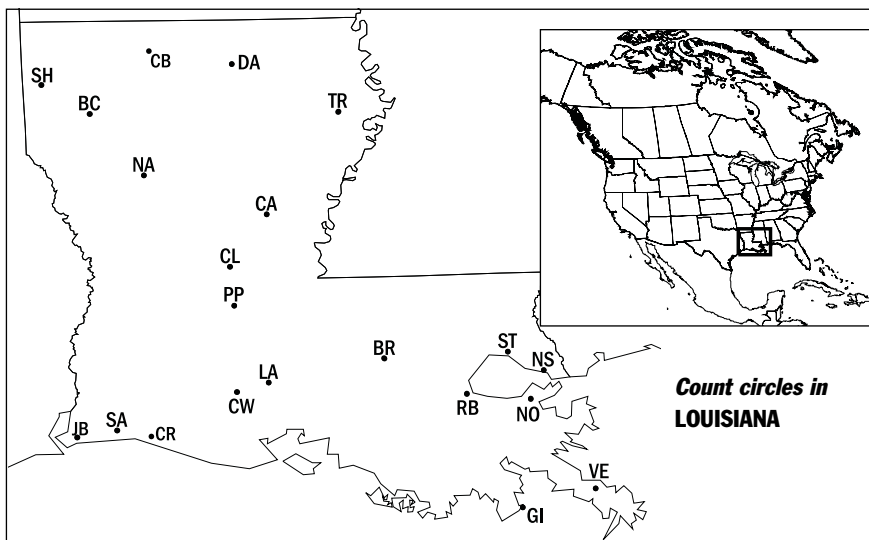 CB
DA
SH
BC
TR
NA
CA
CL
PP
BR
ST
NS
LA
CW
RB
NO
JB
SA
CR
VE
GI
Count circles in
LOUISIANA